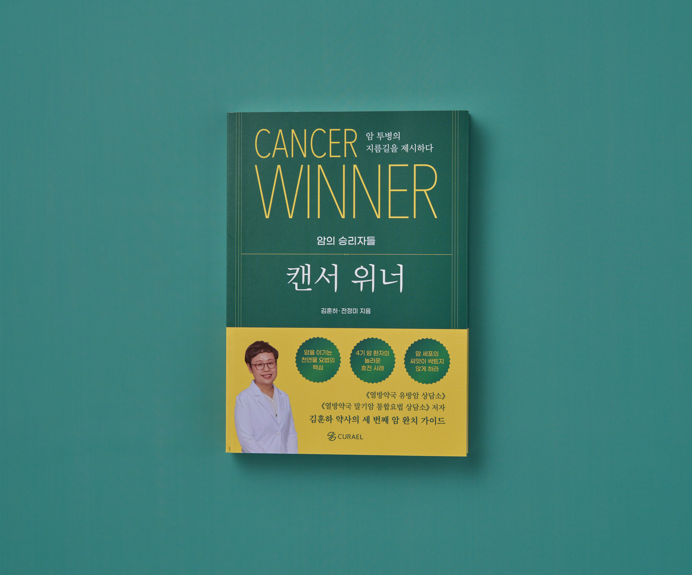 CANCER
암 투병의
지름길을 제시하다
WINNER
암의 승리자들
캔서 위너
김훈하·전정미 지음
암을 이기는
천연물 요법의
핵심
4기 암 환자의
놀라운
호전 사례
암 세포의
씨앗이 싹트지
않게 하라
《열방약국 유방암 상담소》
《열방약국 말기암 통합요법 상담소》 저자
김훈하 약사의 세 번째 암 완치 가이드
CURAEL